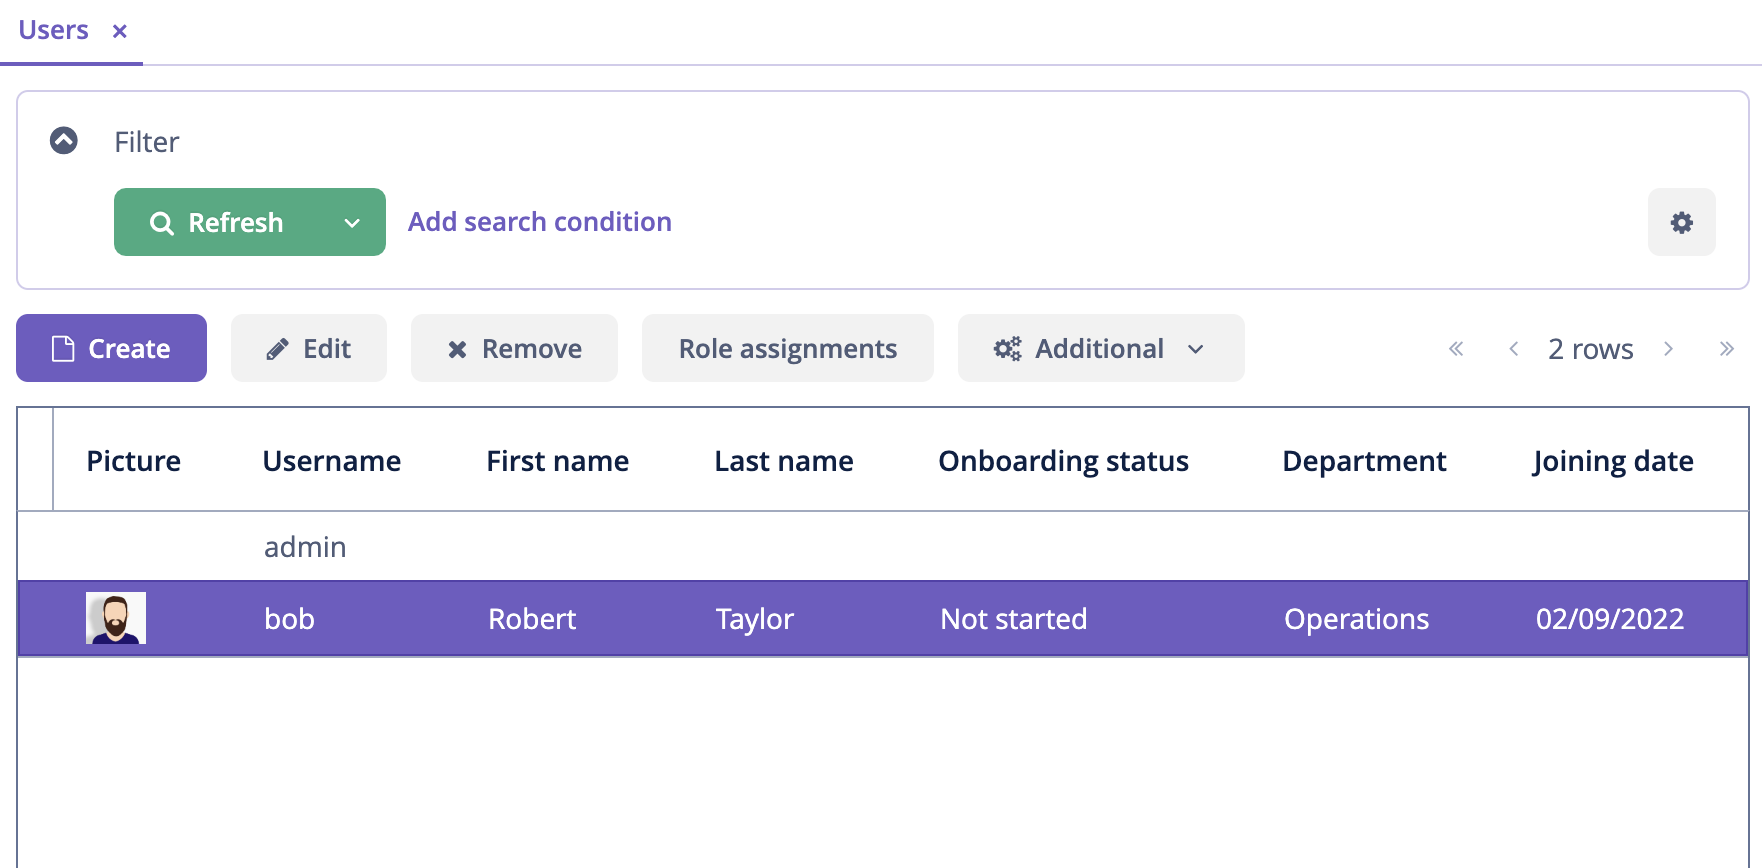 Users
Filter
Refresh Add search condition
Create Edit Remove Role assignments Additional 2 rows
Picture Username First name Last name Onboarding status Department Joining date
admin
bob Robert Taylor Not started Operations 02/09/2022